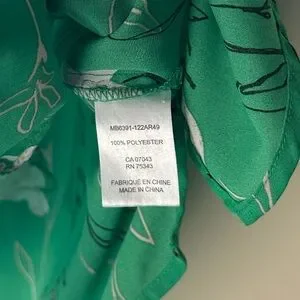 MB6391-122AR49
100% POLYESTER
CA 07043
RN 75343
FABRIQUÉ EN CHINE
MADE IN CHINA